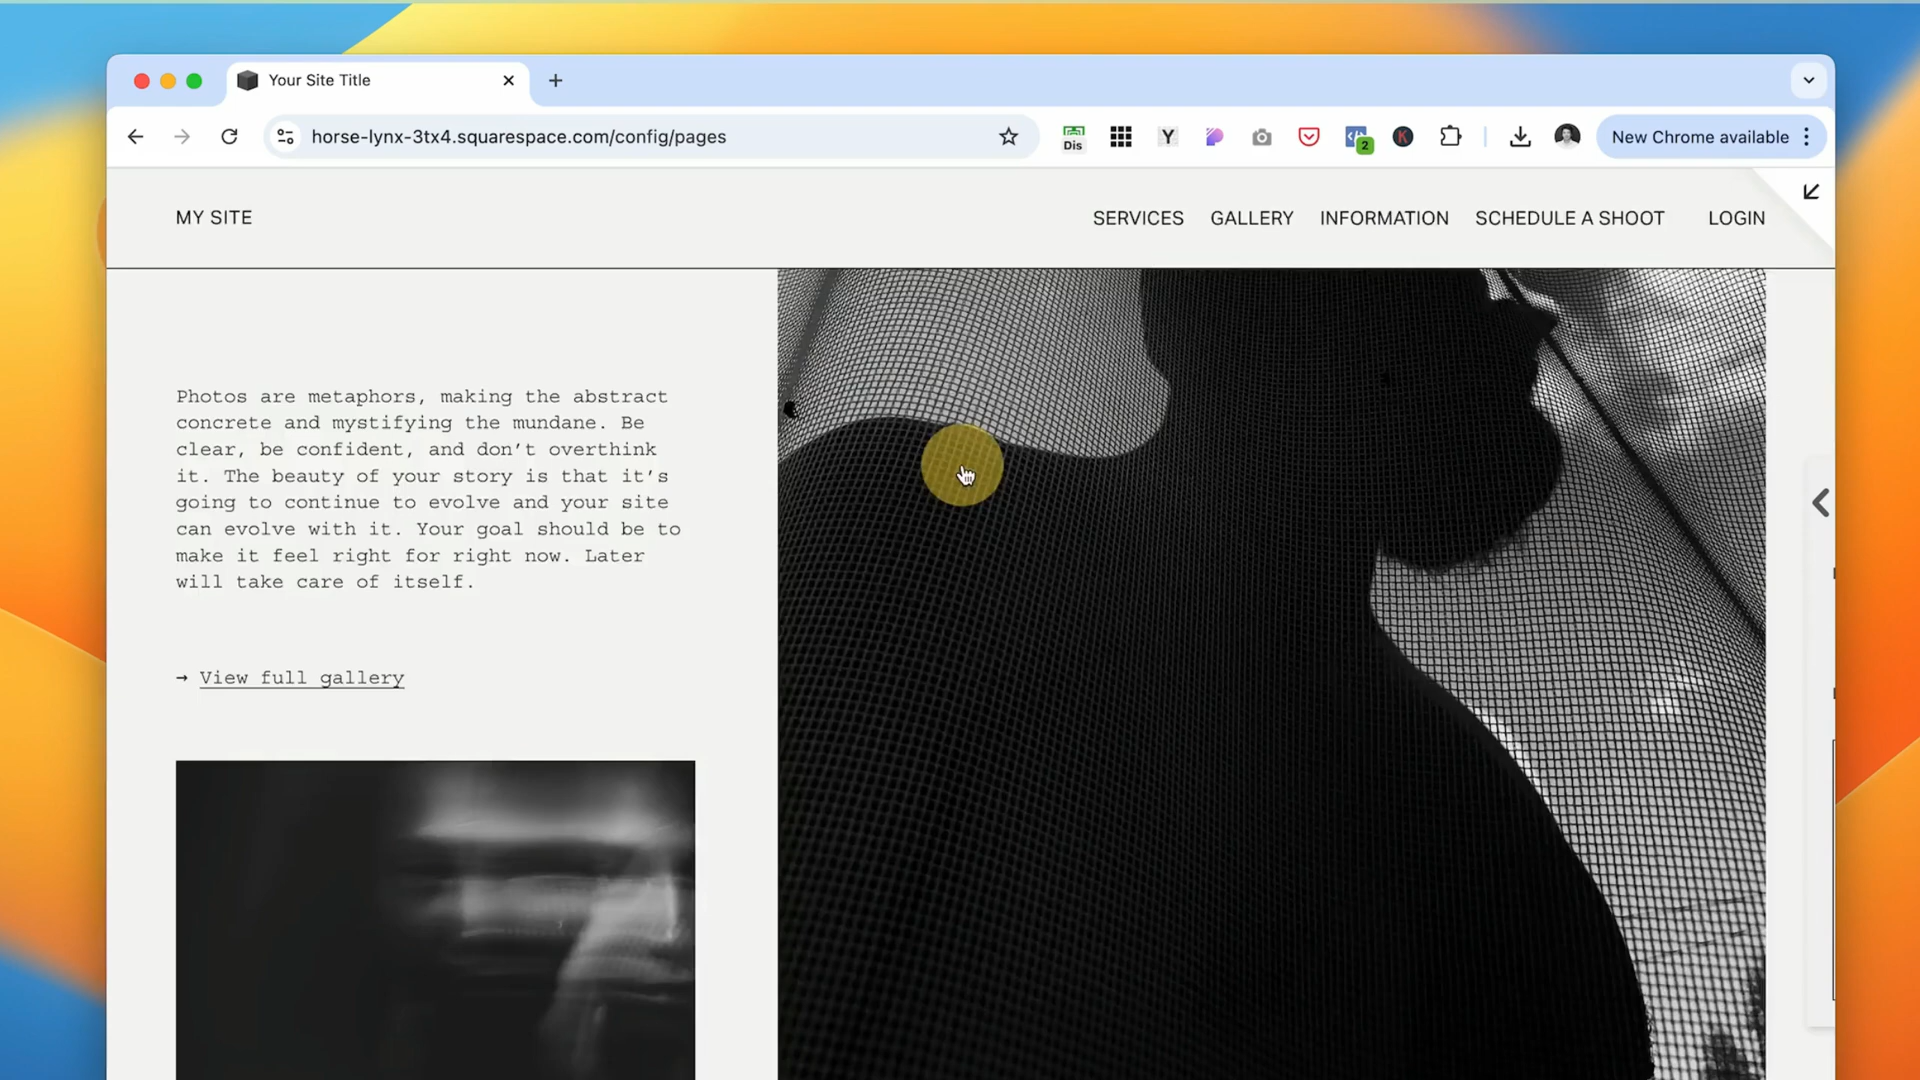 Your Site Title
horse-lynx-3tx4.squarespace.com/config/pages
Dis
Y
2
K
New Chrome available
MY SITE
SERVICES GALLERY INFORMATION SCHEDULE A SHOOT LOGIN
Photos are metaphors, making the abstract
concrete and mystifying the mundane. Be
clear, be confident, and don’t overthink
it. The beauty of your story is that it’s
going to continue to evolve and your site
can evolve with it. Your goal should be to
make it feel right for right now. Later
will take care of itself.
→ View full gallery